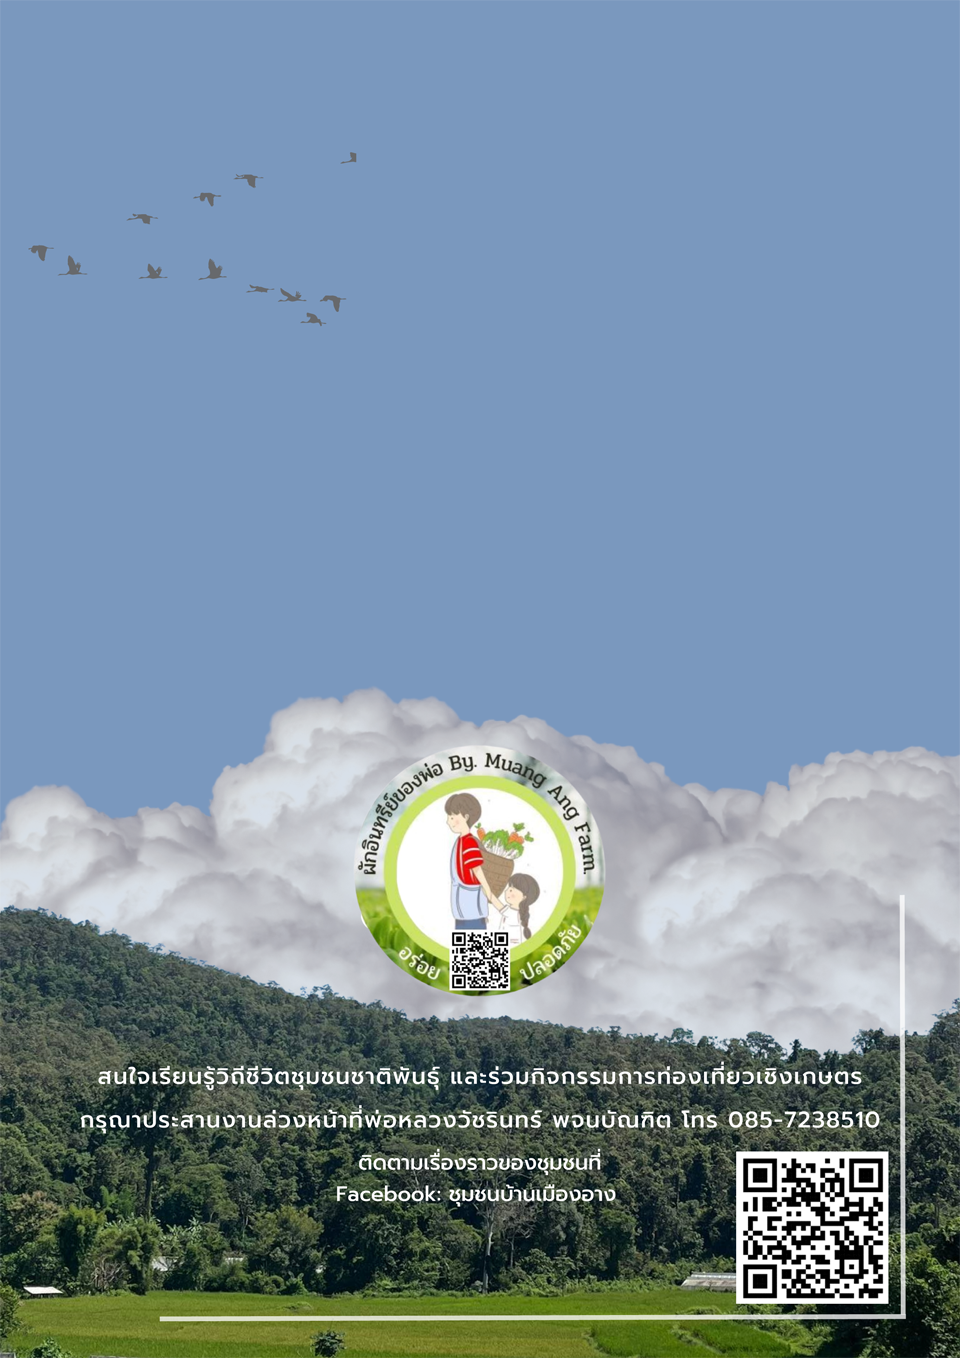 ผักอินทรีย์ของพ่อ By. Muang Ang Farm.
อร่อย ปลอดภัย
สนใจเรียนรู้วิถีชีวิตชุมชนชาติพันธุ์ และร่วมกิจกรรมการท่องเที่ยวเชิงเกษตร
กรุณาประสานงานล่วงหน้าที่พ่อหลวงวัชรินทร์ พจนบัณฑิต โทร 085-7238510
ติดตามเรื่องราวของชุมชนที่
Facebook: ชุมชนบ้านเมืองอาง